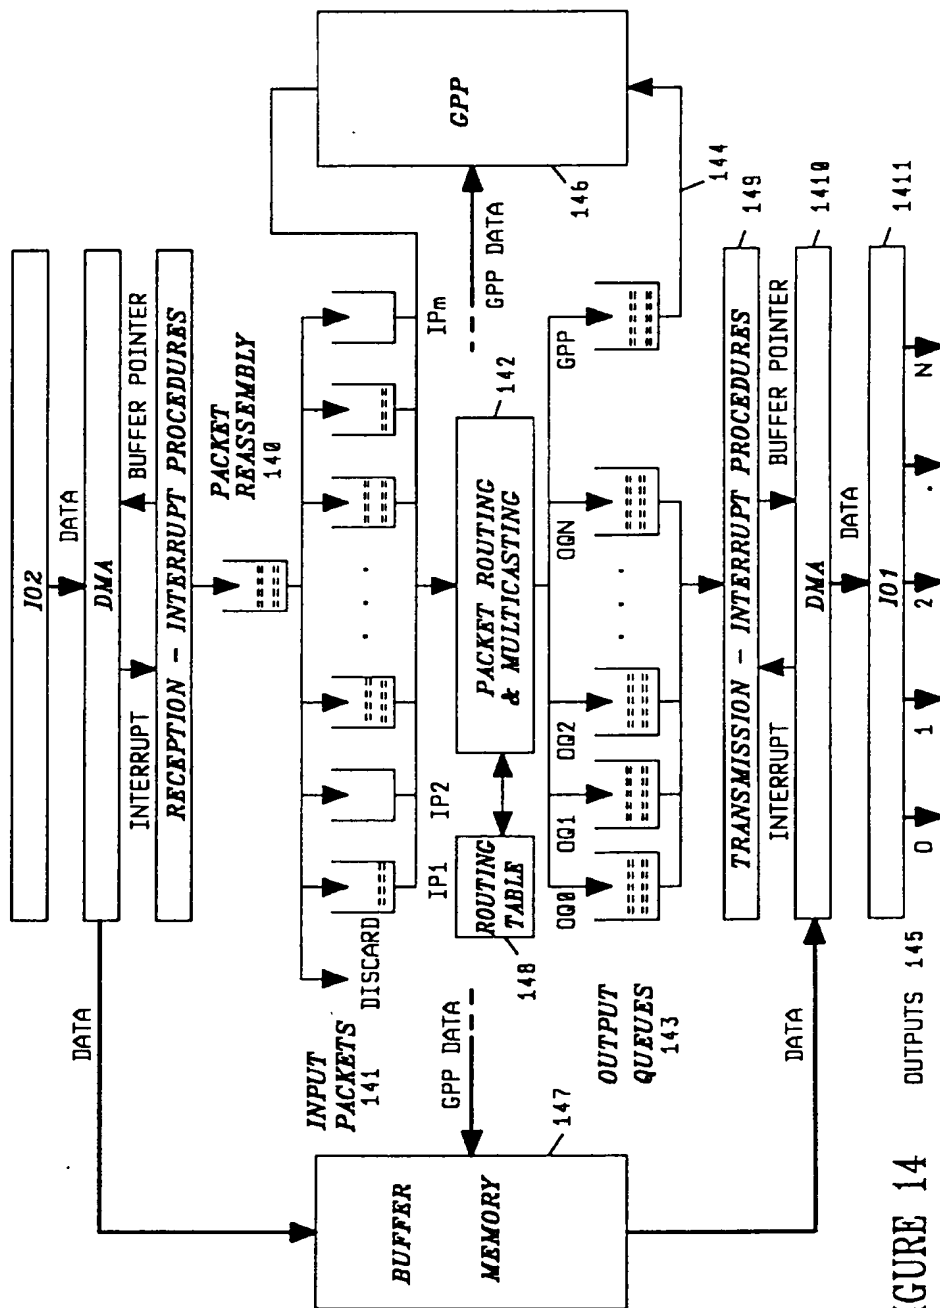 IO2
DATA
DMA
INTERRUPT
BUFFER POINTER
RECEPTION - INTERRUPT PROCEDURES
DATA
PACKET
REASSEMBLY
140
INPUT
PACKETS
141
DISCARD
IP1
IP2
. . .
IPm
GPP
146
BUFFER
MEMORY
147
GPP DATA
ROUTING
TABLE
148
PACKET ROUTING
& MULTICASTING
142
GPP DATA
OUTPUT
QUEUES
143
OQ0
OQ1
OQ2
. . .
OQN
GPP
144
TRANSMISSION - INTERRUPT PROCEDURES
149
INTERRUPT
BUFFER POINTER
DATA
DMA
1410
DATA
IO1
1411
OUTPUTS 145
0
1
2
.
N
IGURE 14